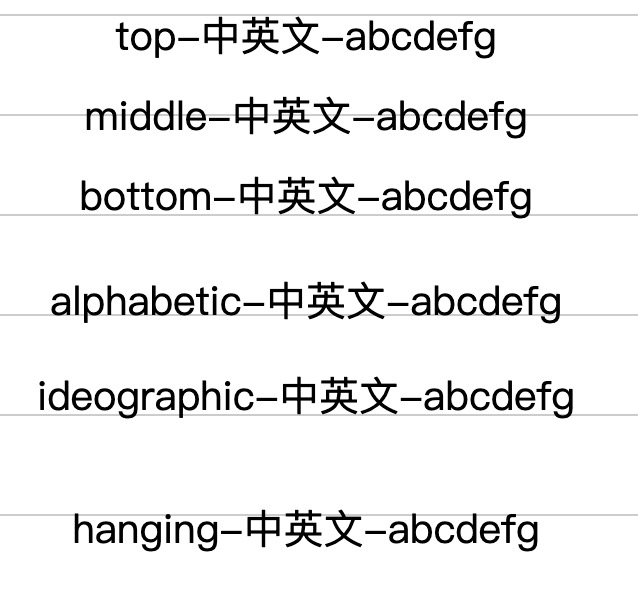 top-中英文-abcdefg
middle-中英文-abcdefg
bottom-中英文-abcdefg
alphabetic-中英文-abcdefg
ideographic-中英文-abcdefg
hanging-中英文-abcdefg